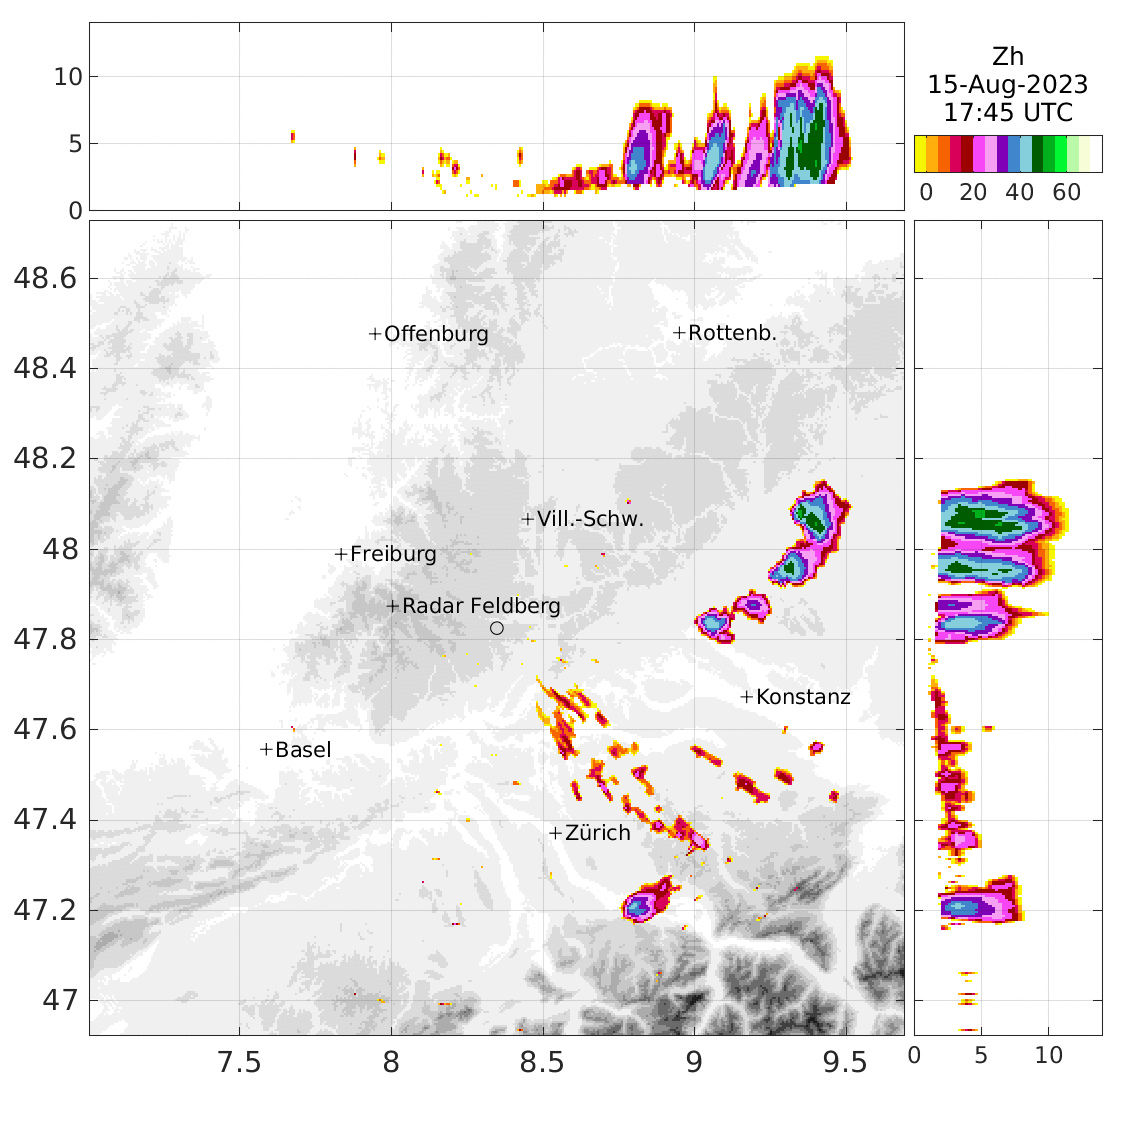 10
5
0
Zh
15-Aug-2023
17:45 UTC
0 20 40 60
48.6
48.4
48.2
48
47.8
47.6
47.4
47.2
47
+Offenburg
+Rottenb.
+Vill.-Schw.
+Freiburg
+Radar Feldberg
+Konstanz
+Basel
+Zürich
7.5 8 8.5 9 9.5
0 5 10